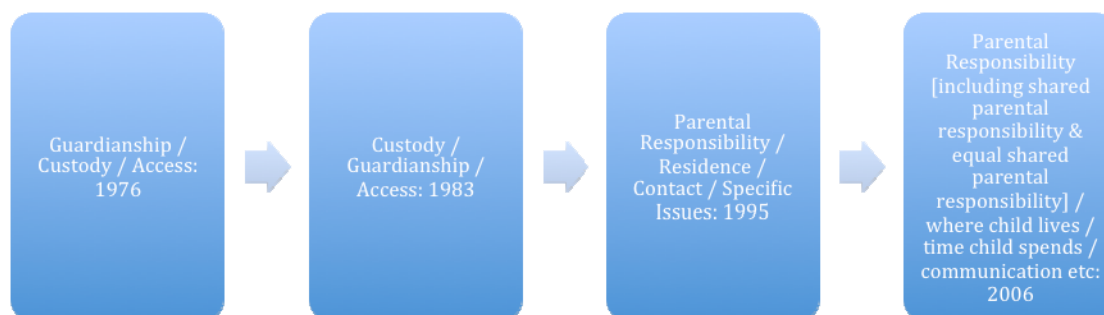 Guardianship /
Custody / Access:
1976
Custody /
Guardianship /
Access: 1983
Parental
Responsibility /
Residence /
Contact / Specific
Issues: 1995
Parental
Responsibility
[including shared
parental
responsibility &
equal shared
parental
responsibility] /
where child lives /
time child spends /
communication etc:
2006